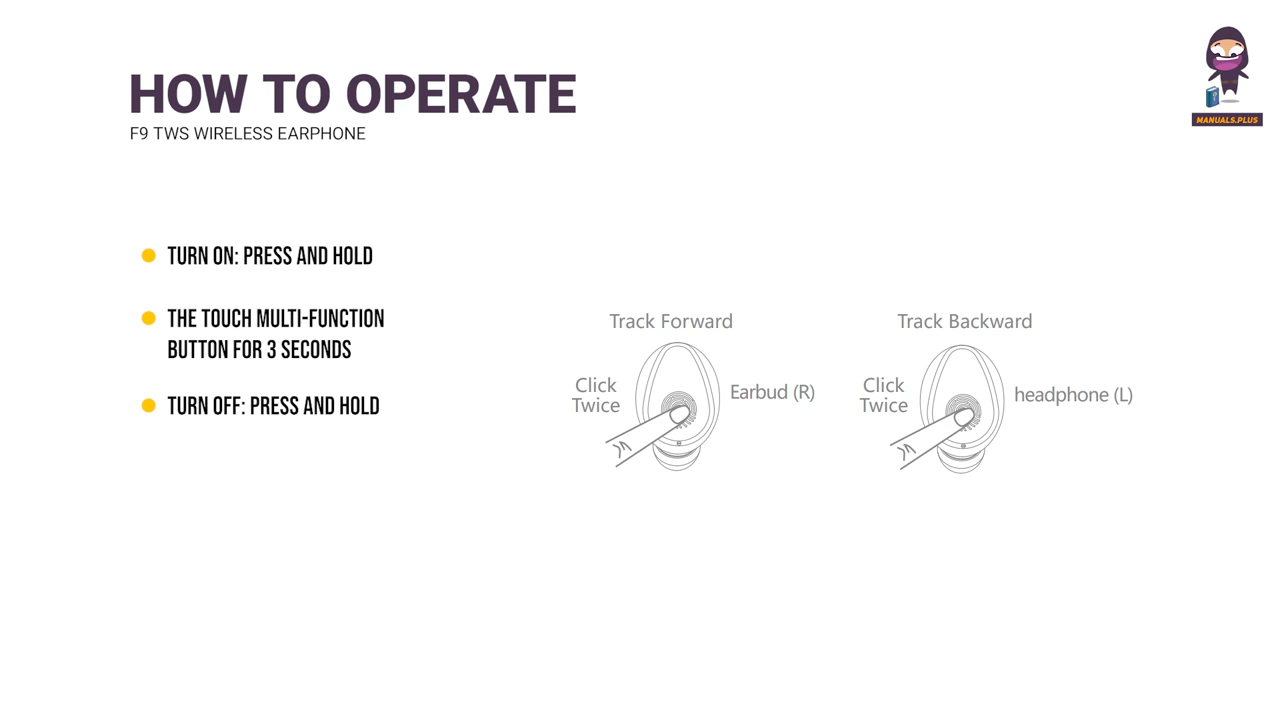 HOW TO OPERATE
F9 TWS WIRELESS EARPHONE
MANUALS.PLUS
TURN ON: PRESS AND HOLD
THE TOUCH MULTI-FUNCTION
BUTTON FOR 3 SECONDS
TURN OFF: PRESS AND HOLD
Track Forward
Click
Twice
Earbud (R)
Track Backward
Click
Twice
headphone (L)